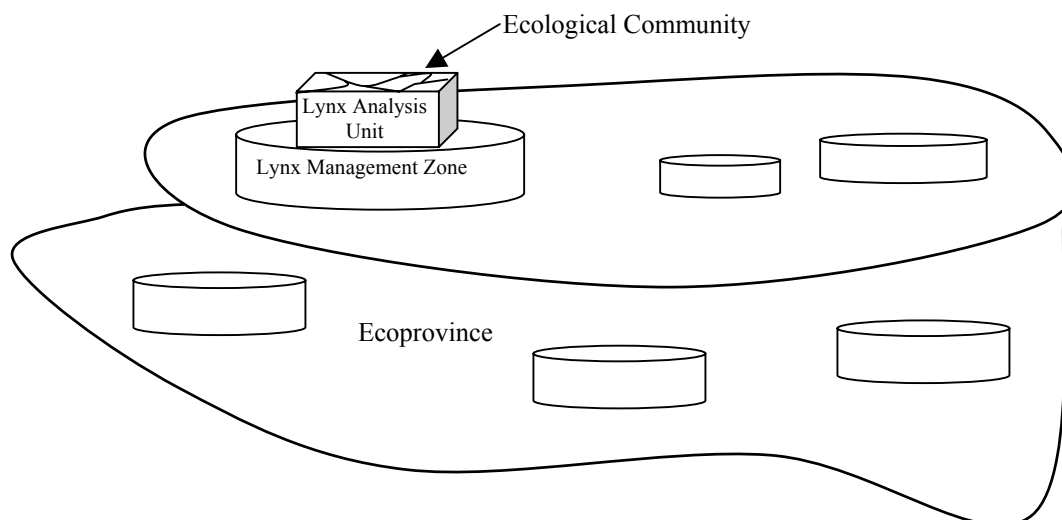 Ecological Community
Lynx Analysis
Unit
Lynx Management Zone
Ecoprovince